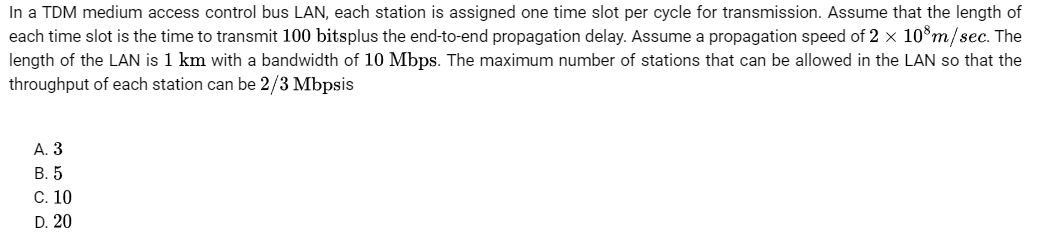 In a TDM medium access control bus LAN, each station is assigned one time slot per cycle for transmission. Assume that the length of
each time slot is the time to transmit 100 bitsplus the end-to-end propagation delay. Assume a propagation speed of 2 × 10⁸m/sec. The
length of the LAN is 1 km with a bandwidth of 10 Mbps. The maximum number of stations that can be allowed in the LAN so that the
throughput of each station can be 2/3 Mbpsis
A. 3
B. 5
C. 10
D. 20